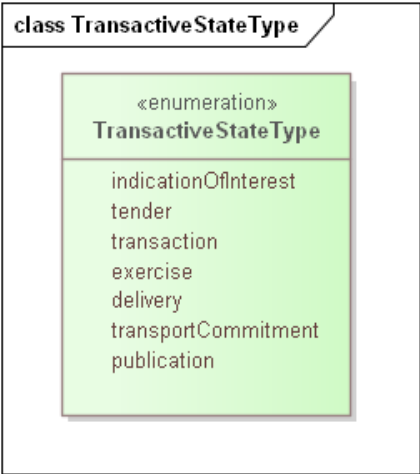 class TransactiveStateType
«enumeration»
TransactiveStateType
indicationOfInterest
tender
transaction
exercise
delivery
transportCommitment
publication